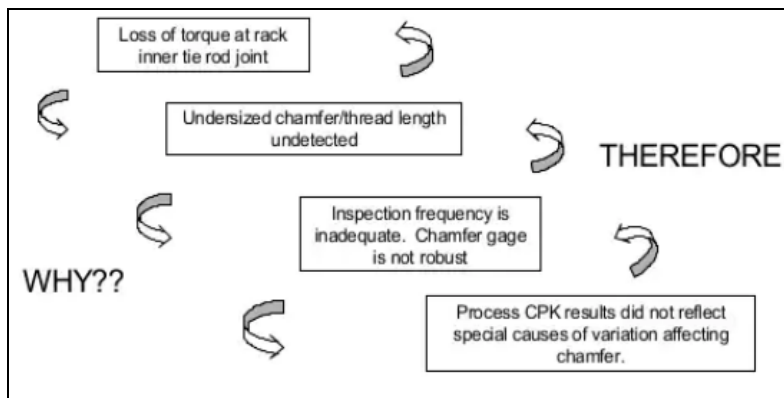 Loss of torque at rack
inner tie rod joint
Undersized chamfer/thread length
undetected
THEREFORE
Inspection frequency is
inadequate. Chamfer gage
is not robust
WHY??
Process CPK results did not reflect
special causes of variation affecting
chamfer.